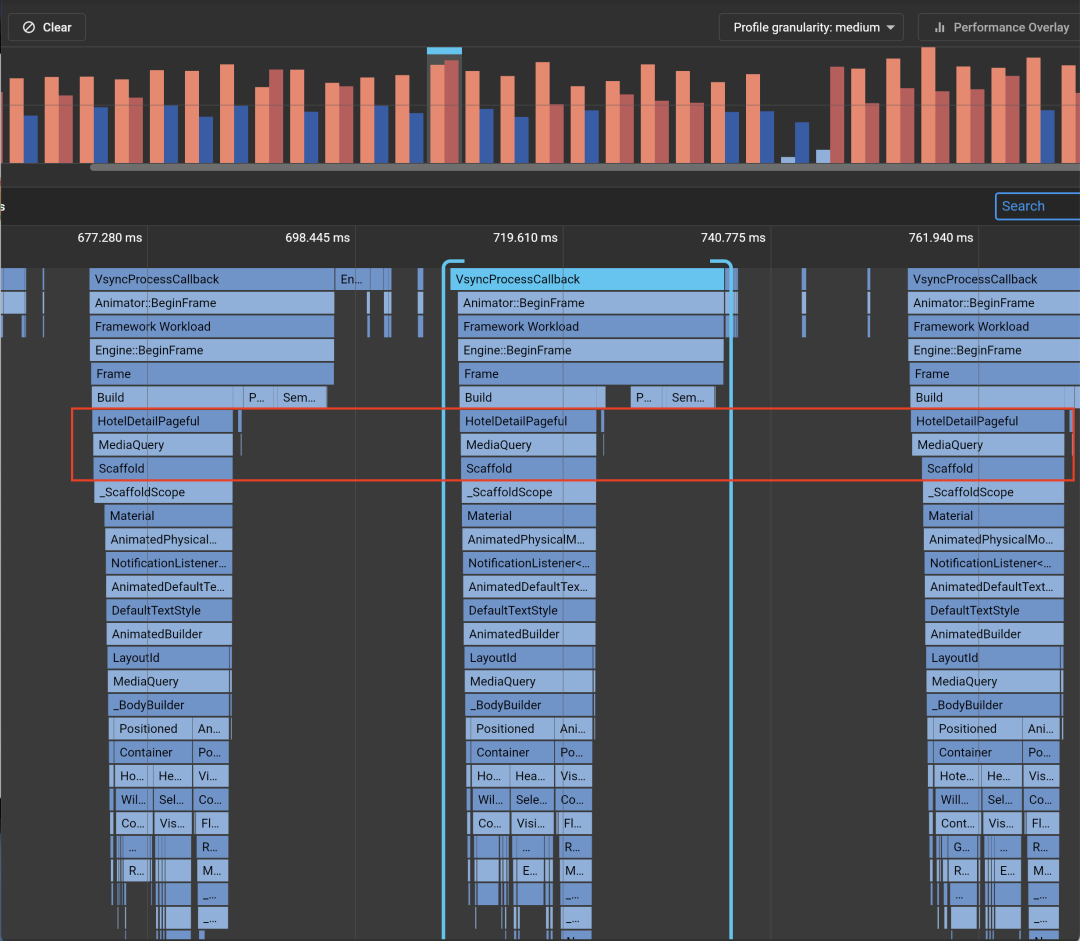 Clear Profile granularity: medium Performance Overlay
s Search
677.280 ms 698.445 ms 719.610 ms 740.775 ms 761.940 ms
VsyncProcessCallback En... VsyncProcessCallback VsyncProcessCallback
Animator::BeginFrame Animator::BeginFrame Animator::BeginFrame
Framework Workload Framework Workload Framework Workload
Engine::BeginFrame Engine::BeginFrame Engine::BeginFrame
Frame Frame Frame
Build P... Sem... Build P... Sem... Build
HotelDetailPageful HotelDetailPageful HotelDetailPageful
MediaQuery MediaQuery MediaQuery
Scaffold Scaffold Scaffold
_ScaffoldScope _ScaffoldScope _ScaffoldScope
Material Material Material
AnimatedPhysical... AnimatedPhysicalM... AnimatedPhysicalMo...
NotificationListener... NotificationListener<... NotificationListener<...
AnimatedDefaultTe... AnimatedDefaultTex... AnimatedDefaultText...
DefaultTextStyle DefaultTextStyle DefaultTextStyle
AnimatedBuilder AnimatedBuilder AnimatedBuilder
LayoutId LayoutId LayoutId
MediaQuery MediaQuery MediaQuery
_BodyBuilder _BodyBuilder _BodyBuilder
Positioned An... Positioned Ani... Positioned Ani...
Container Po... Container Po... Container Po...
Ho... He... Vi... Ho... Hea... Vis... Hote... He... Vis...
Wil... Sel... Co... Wil... Sele... Co... Will... Sel... Co...
Co... Vis... Fl... Co... Visi... Fl... Cont... Vis... Fl...
... R... ... R... G... ... R...
R... M... E... M... R... E... M...
_... _... ... _...
_... _... _...